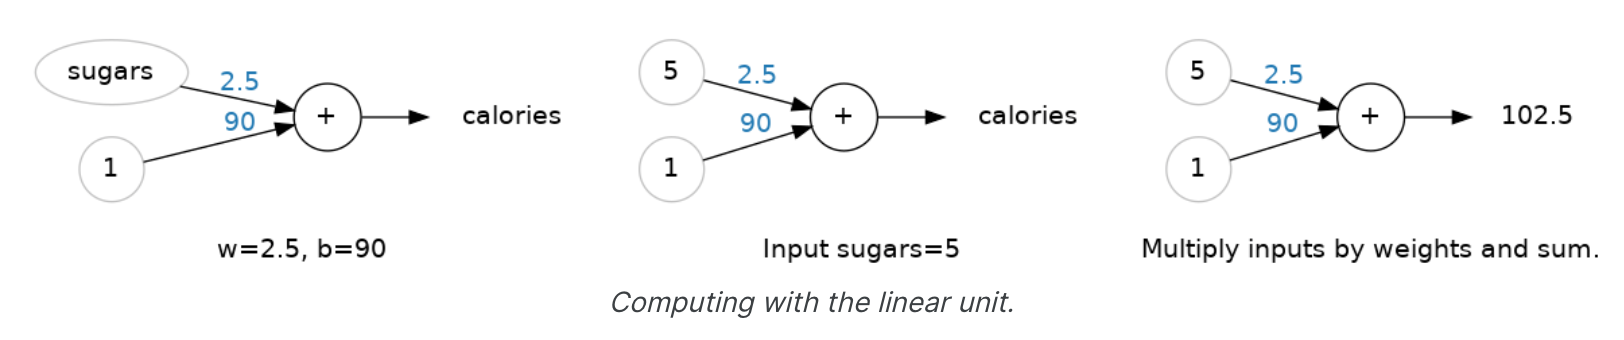 sugars
2.5
90
1
+
calories
w=2.5, b=90
5
2.5
90
1
+
calories
Input sugars=5
5
2.5
90
1
+
102.5
Multiply inputs by weights and sum.
Computing with the linear unit.